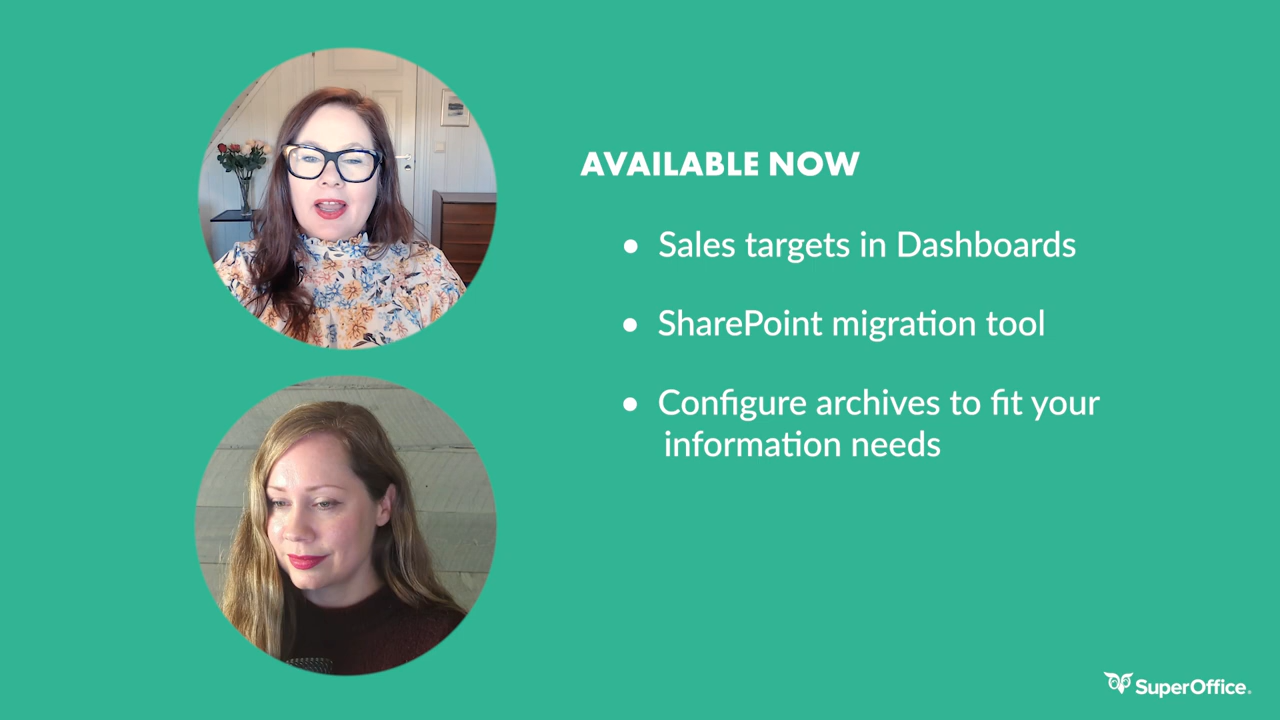 AVAILABLE NOW
• Sales targets in Dashboards
• SharePoint migration tool
• Configure archives to fit your
information needs
SuperOffice.